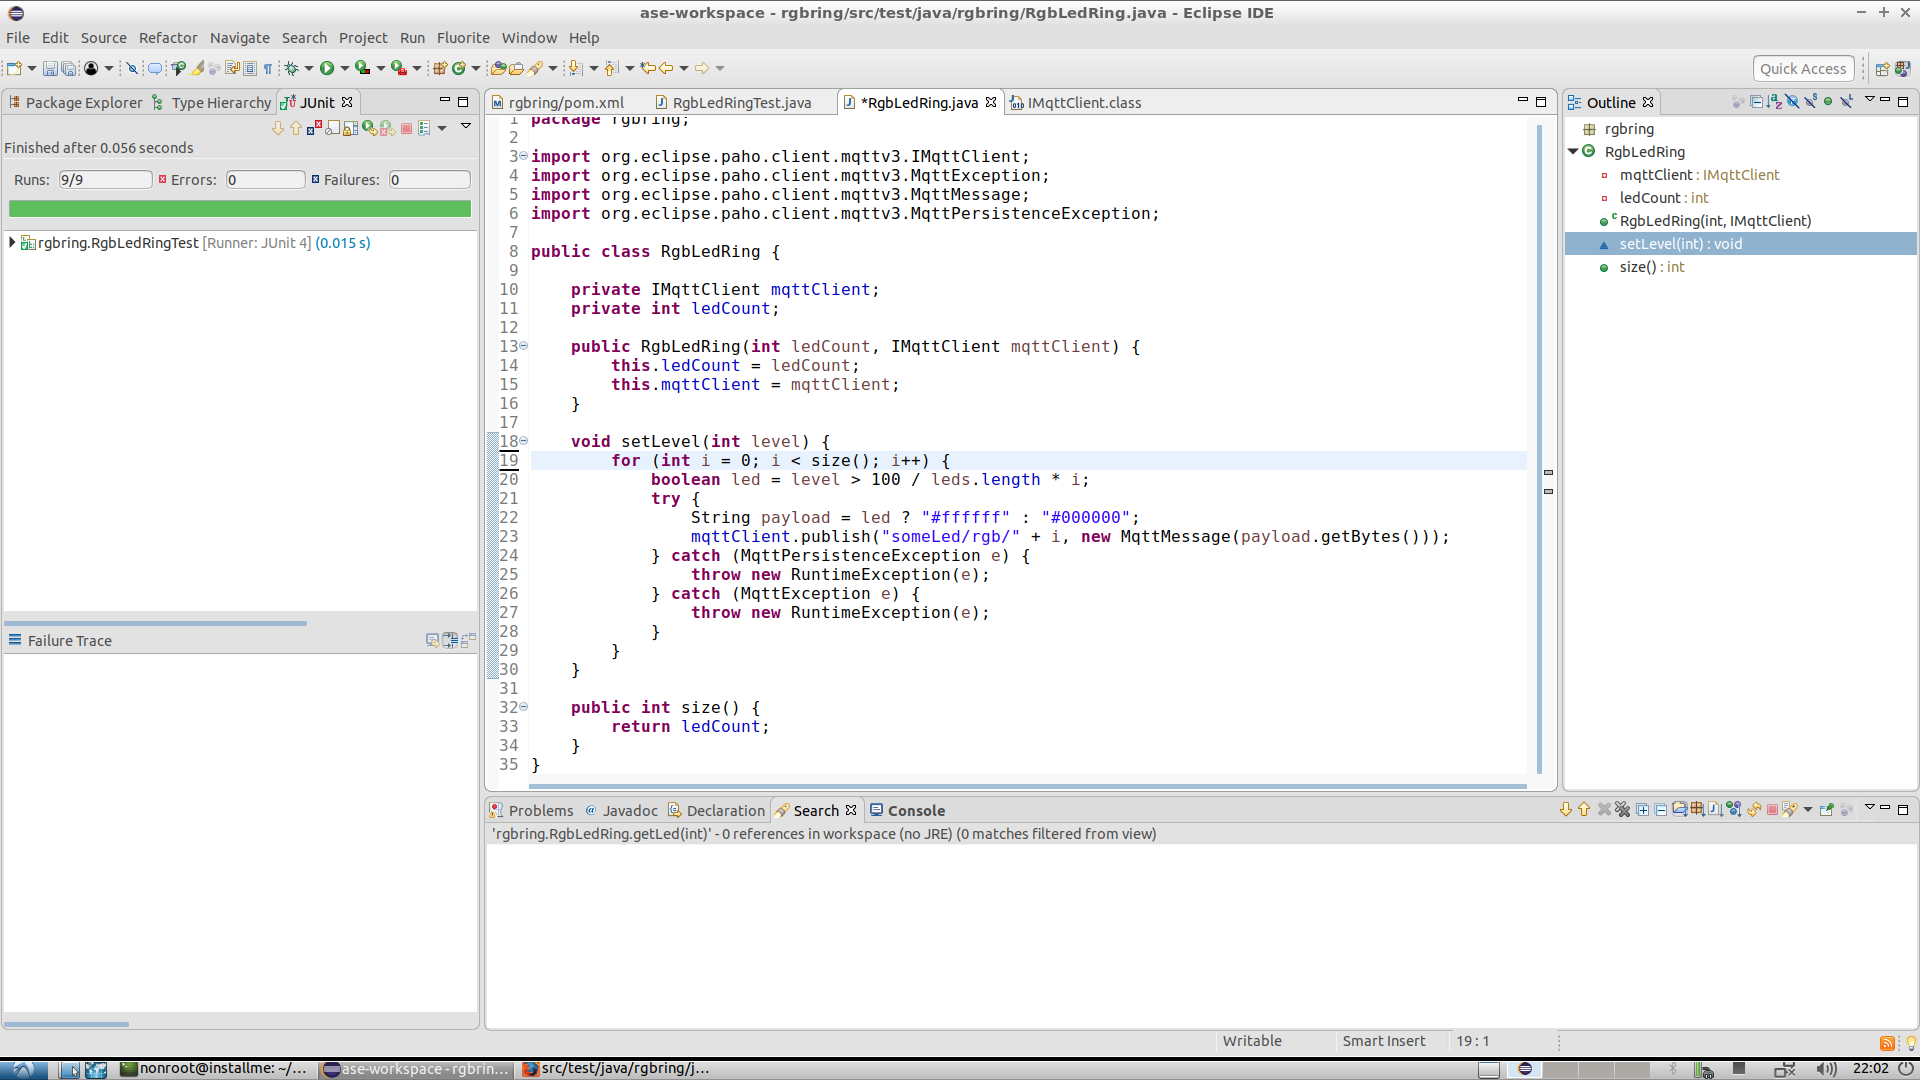 ase-workspace - rgbring/src/test/java/rgbring/RgbLedRing.java - Eclipse IDE
File Edit Source Refactor Navigate Search Project Run Fluorite Window Help
Quick Access
Package Explorer Type Hierarchy JUnit
Finished after 0.056 seconds
Runs: 9/9 Errors: 0 Failures: 0
rgbring.RgbLedRingTest [Runner: JUnit 4] (0.015 s)
Failure Trace
rgbring/pom.xml RgbLedRingTest.java *RgbLedRing.java IMqttClient.class
1 package rgbring;
2
3 import org.eclipse.paho.client.mqttv3.IMqttClient;
4 import org.eclipse.paho.client.mqttv3.MqttException;
5 import org.eclipse.paho.client.mqttv3.MqttMessage;
6 import org.eclipse.paho.client.mqttv3.MqttPersistenceException;
7
8 public class RgbLedRing {
9
10 private IMqttClient mqttClient;
11 private int ledCount;
12
13 public RgbLedRing(int ledCount, IMqttClient mqttClient) {
14 this.ledCount = ledCount;
15 this.mqttClient = mqttClient;
16 }
17
18 void setLevel(int level) {
19 for (int i = 0; i < size(); i++) {
20 boolean led = level > 100 / leds.length * i;
21 try {
22 String payload = led ? "#ffffff" : "#000000";
23 mqttClient.publish("someLed/rgb/" + i, new MqttMessage(payload.getBytes()));
24 } catch (MqttPersistenceException e) {
25 throw new RuntimeException(e);
26 } catch (MqttException e) {
27 throw new RuntimeException(e);
28 }
29 }
30 }
31
32 public int size() {
33 return ledCount;
34 }
35 }
Outline
rgbring
RgbLedRing
mqttClient : IMqttClient
ledCount : int
RgbLedRing(int, IMqttClient)
setLevel(int) : void
size() : int
Problems Javadoc Declaration Search Console
'rgbring.RgbLedRing.getLed(int)' - 0 references in workspace (no JRE) (0 matches filtered from view)
Writable Smart Insert 19 : 1
nonroot@installme: ~/... ase-workspace - rgbrin... src/test/java/rgbring/j... 22:02